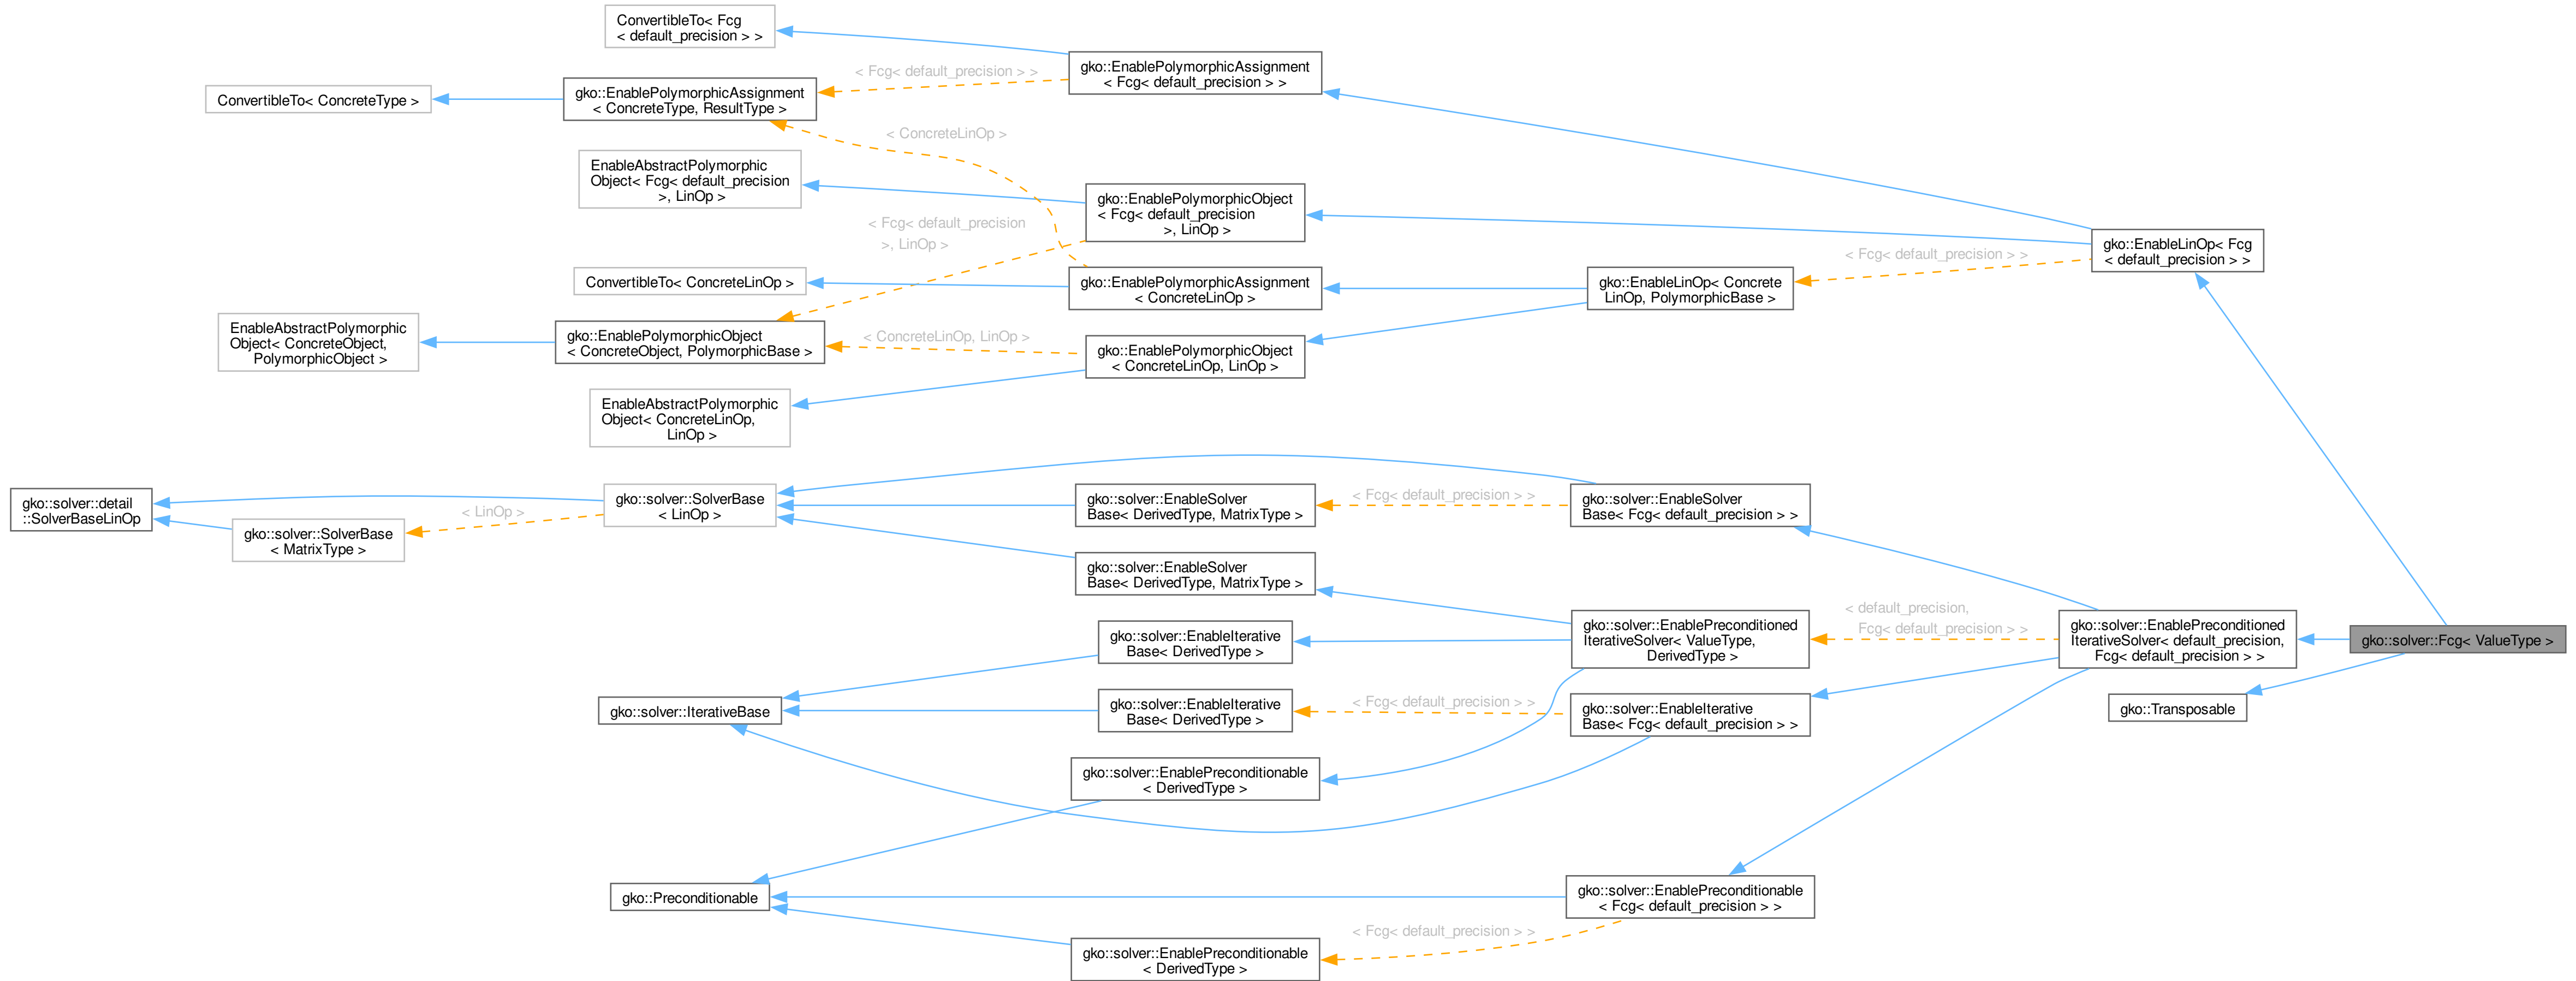 ConvertibleTo< Fcg
< default_precision > >
gko::EnablePolymorphicAssignment
< Fcg< default_precision > >
< Fcg< default_precision > >
ConvertibleTo< ConcreteType >
gko::EnablePolymorphicAssignment
< ConcreteType, ResultType >
< ConcreteLinOp >
EnableAbstractPolymorphic
Object< Fcg< default_precision
>, LinOp >
gko::EnablePolymorphicObject
< Fcg< default_precision
>, LinOp >
< Fcg< default_precision
>, LinOp >
gko::EnableLinOp< Fcg
< default_precision > >
< Fcg< default_precision > >
ConvertibleTo< ConcreteLinOp >
gko::EnablePolymorphicAssignment
< ConcreteLinOp >
gko::EnableLinOp< Concrete
LinOp, PolymorphicBase >
EnableAbstractPolymorphic
Object< ConcreteObject,
PolymorphicObject >
gko::EnablePolymorphicObject
< ConcreteObject, PolymorphicBase >
< ConcreteLinOp, LinOp >
gko::EnablePolymorphicObject
< ConcreteLinOp, LinOp >
EnableAbstractPolymorphic
Object< ConcreteLinOp,
LinOp >
gko::solver::detail
::SolverBaseLinOp
< LinOp >
gko::solver::SolverBase
< LinOp >
gko::solver::SolverBase
< MatrixType >
gko::solver::EnableSolver
Base< DerivedType, MatrixType >
< Fcg< default_precision > >
gko::solver::EnableSolver
Base< Fcg< default_precision > >
gko::solver::EnableSolver
Base< DerivedType, MatrixType >
gko::solver::EnableIterative
Base< DerivedType >
gko::solver::EnablePreconditioned
IterativeSolver< ValueType,
DerivedType >
< default_precision,
Fcg< default_precision > >
gko::solver::EnablePreconditioned
IterativeSolver< default_precision,
Fcg< default_precision > >
gko::solver::Fcg< ValueType >
gko::solver::IterativeBase
gko::solver::EnableIterative
Base< DerivedType >
< Fcg< default_precision > >
gko::solver::EnableIterative
Base< Fcg< default_precision > >
gko::Transposable
gko::solver::EnablePreconditionable
< DerivedType >
gko::Preconditionable
gko::solver::EnablePreconditionable
< Fcg< default_precision > >
< Fcg< default_precision > >
gko::solver::EnablePreconditionable
< DerivedType >